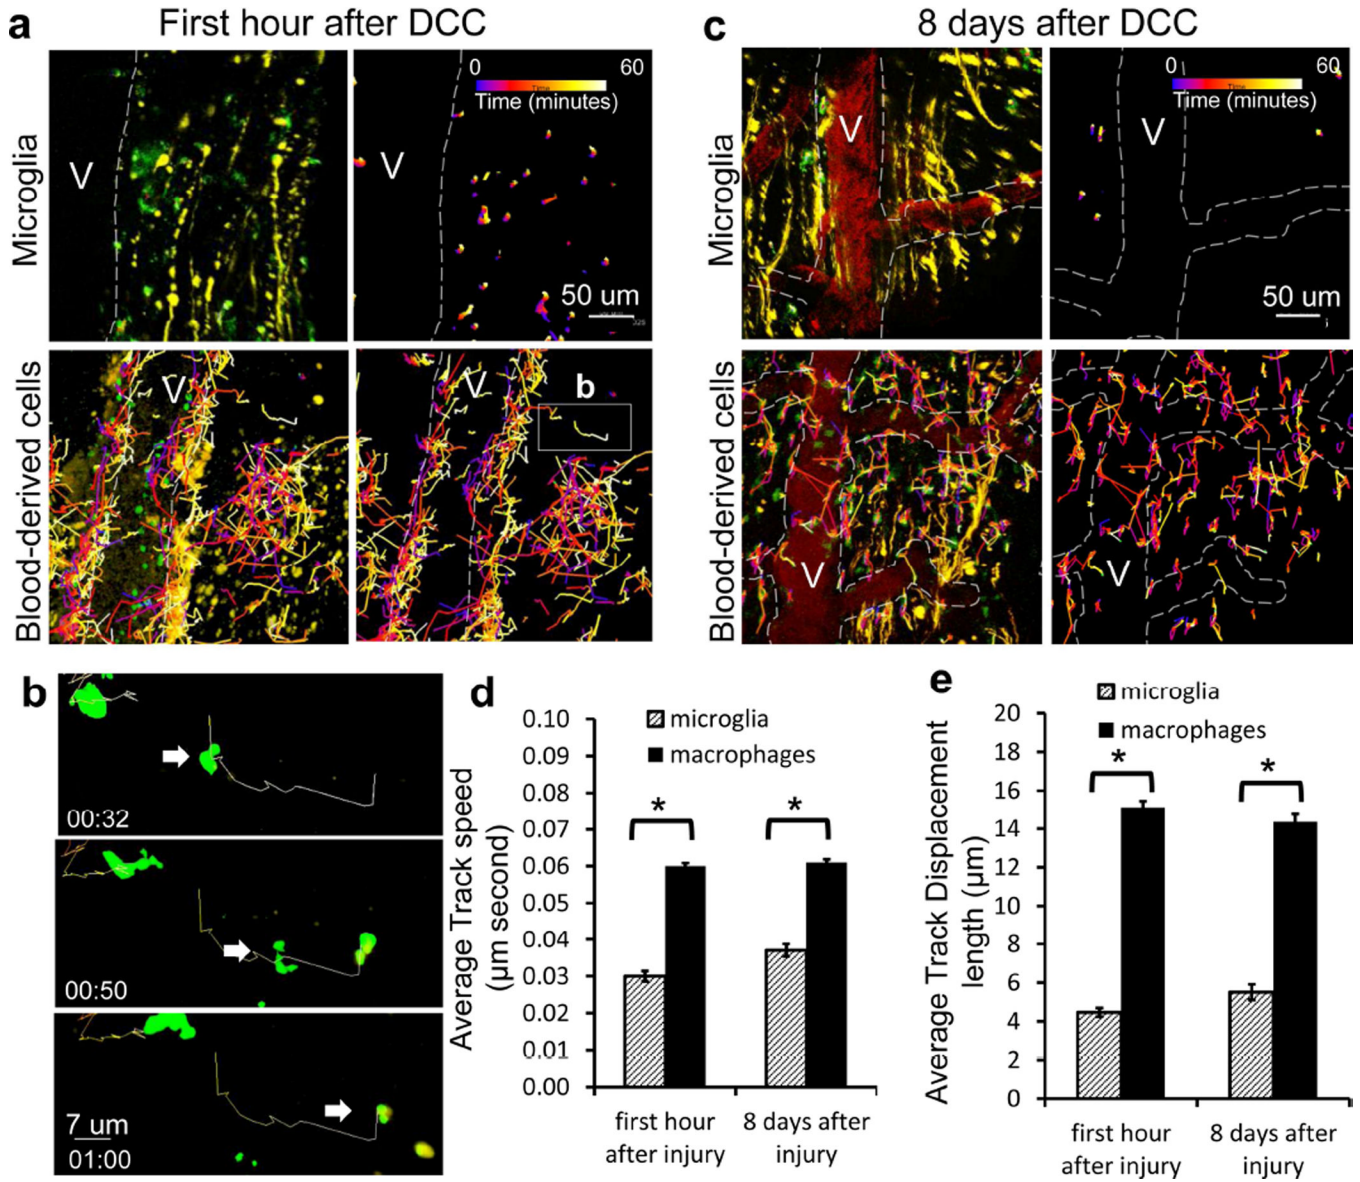 a First hour after DCC
Microglia
V
V
0 60
Time
Time (minutes)
50 um
Blood-derived cells
V
V
b
c 8 days after DCC
Microglia
V
V
0 60
Time
Time (minutes)
50 um
Blood-derived cells
V
V
b
00:32
00:50
7 um
01:00
d
Average Track speed
(µm second)
microglia
macrophages
0.10
0.09
0.08
0.07
0.06
0.05
0.04
0.03
0.02
0.01
0.00
*
*
first hour
after injury
8 days after
injury
e
Average Track Displacement
length (µm)
microglia
macrophages
20
18
16
14
12
10
8
6
4
2
0
*
*
first hour
after injury
8 days after
injury